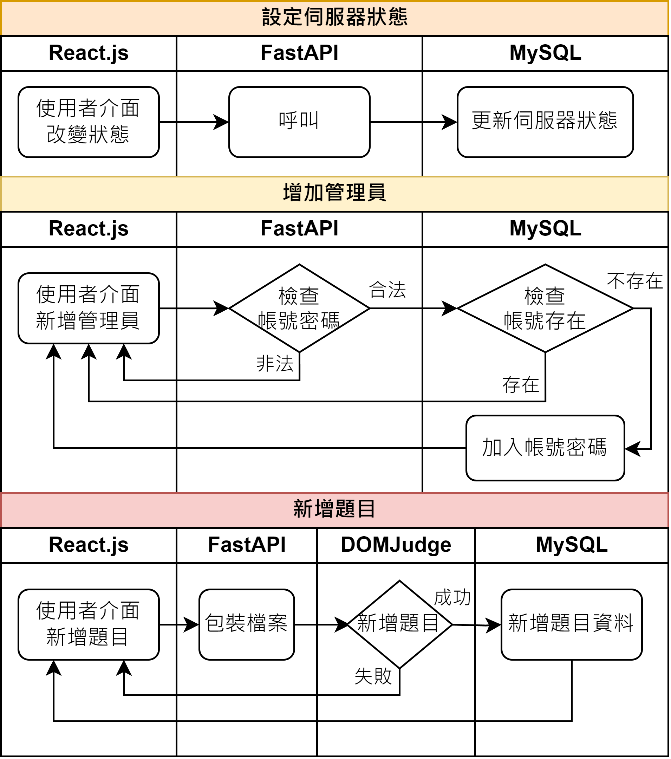 設定伺服器狀態
React.js
FastAPI
MySQL
使用者介面
改變狀態
呼叫
更新伺服器狀態
增加管理員
React.js
FastAPI
MySQL
使用者介面
新增管理員
檢查
帳號密碼
合法
非法
檢查
帳號存在
不存在
存在
加入帳號密碼
新增題目
React.js
FastAPI
DOMJudge
MySQL
使用者介面
新增題目
包裝檔案
新增題目
成功
失敗
新增題目資料